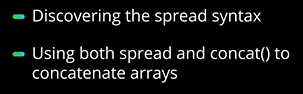 Discovering the spread syntax
Using both spread and concat() to
concatenate arrays